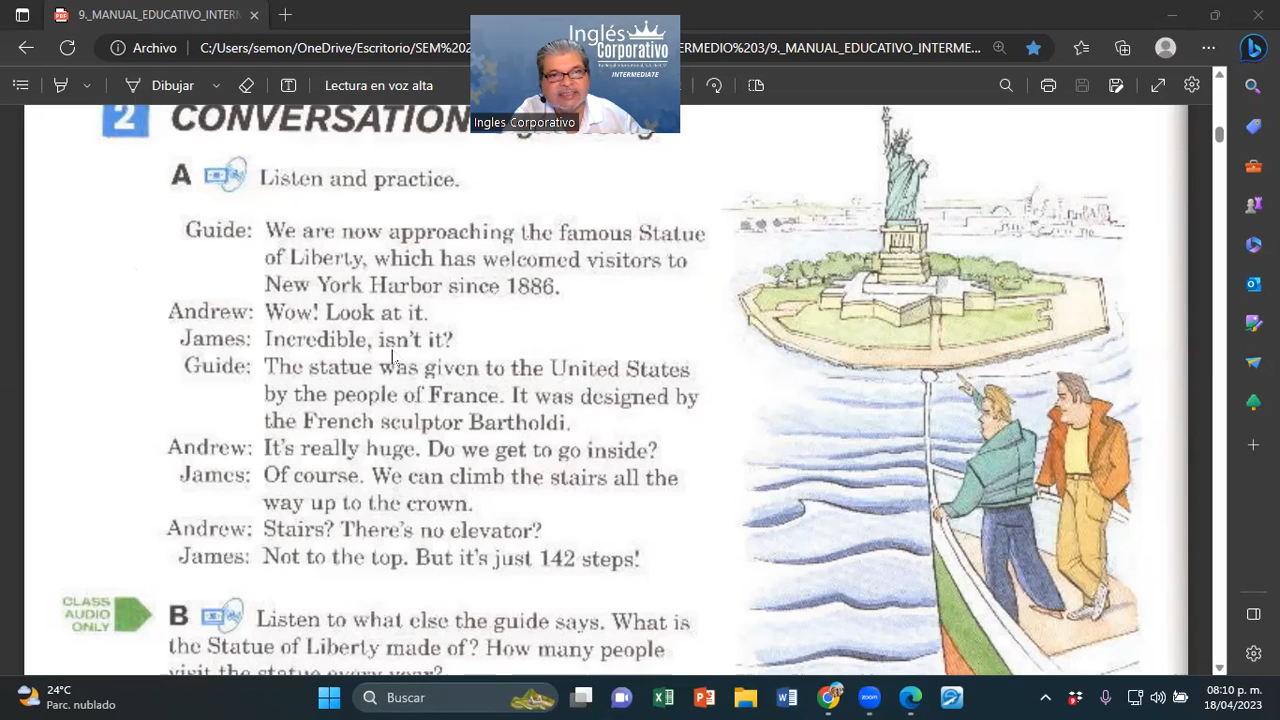 9._MANUAL_EDUCATIVO_INTERMED
Archivo
C:/Users/semon/OneDrive/Escritorio/SEM%20
ERMEDIO%203/9._MANUAL_EDUCATIVO_INTERME...
Dibujar
Lectura en voz alta
Inglés
Corporativo
INTERMEDIATE
Ingles Corporativo
2 CONVERSATION
A Listen and practice.
Guide: We are now approaching the famous Statue
of Liberty, which has welcomed visitors to
New York Harbor since 1886.
Andrew: Wow! Look at it.
James: Incredible, isn't it?
Guide: The statue was given to the United States
by the people of France. It was designed by
the French sculptor Bartholdi.
Andrew: It's really huge. Do we get to go inside?
James: Of course. We can climb the stairs all the
way up to the crown.
Andrew: Stairs? There's no elevator?
James: Not to the top. But it's just 142 steps!
CLASS
AUDIO
ONLY
B Listen to what else the guide says. What is
the Statue of Liberty made of? How many people
visit the statue every year?
24°C
Parc. nublado
Buscar
08:10 p. m.
18/04/2023